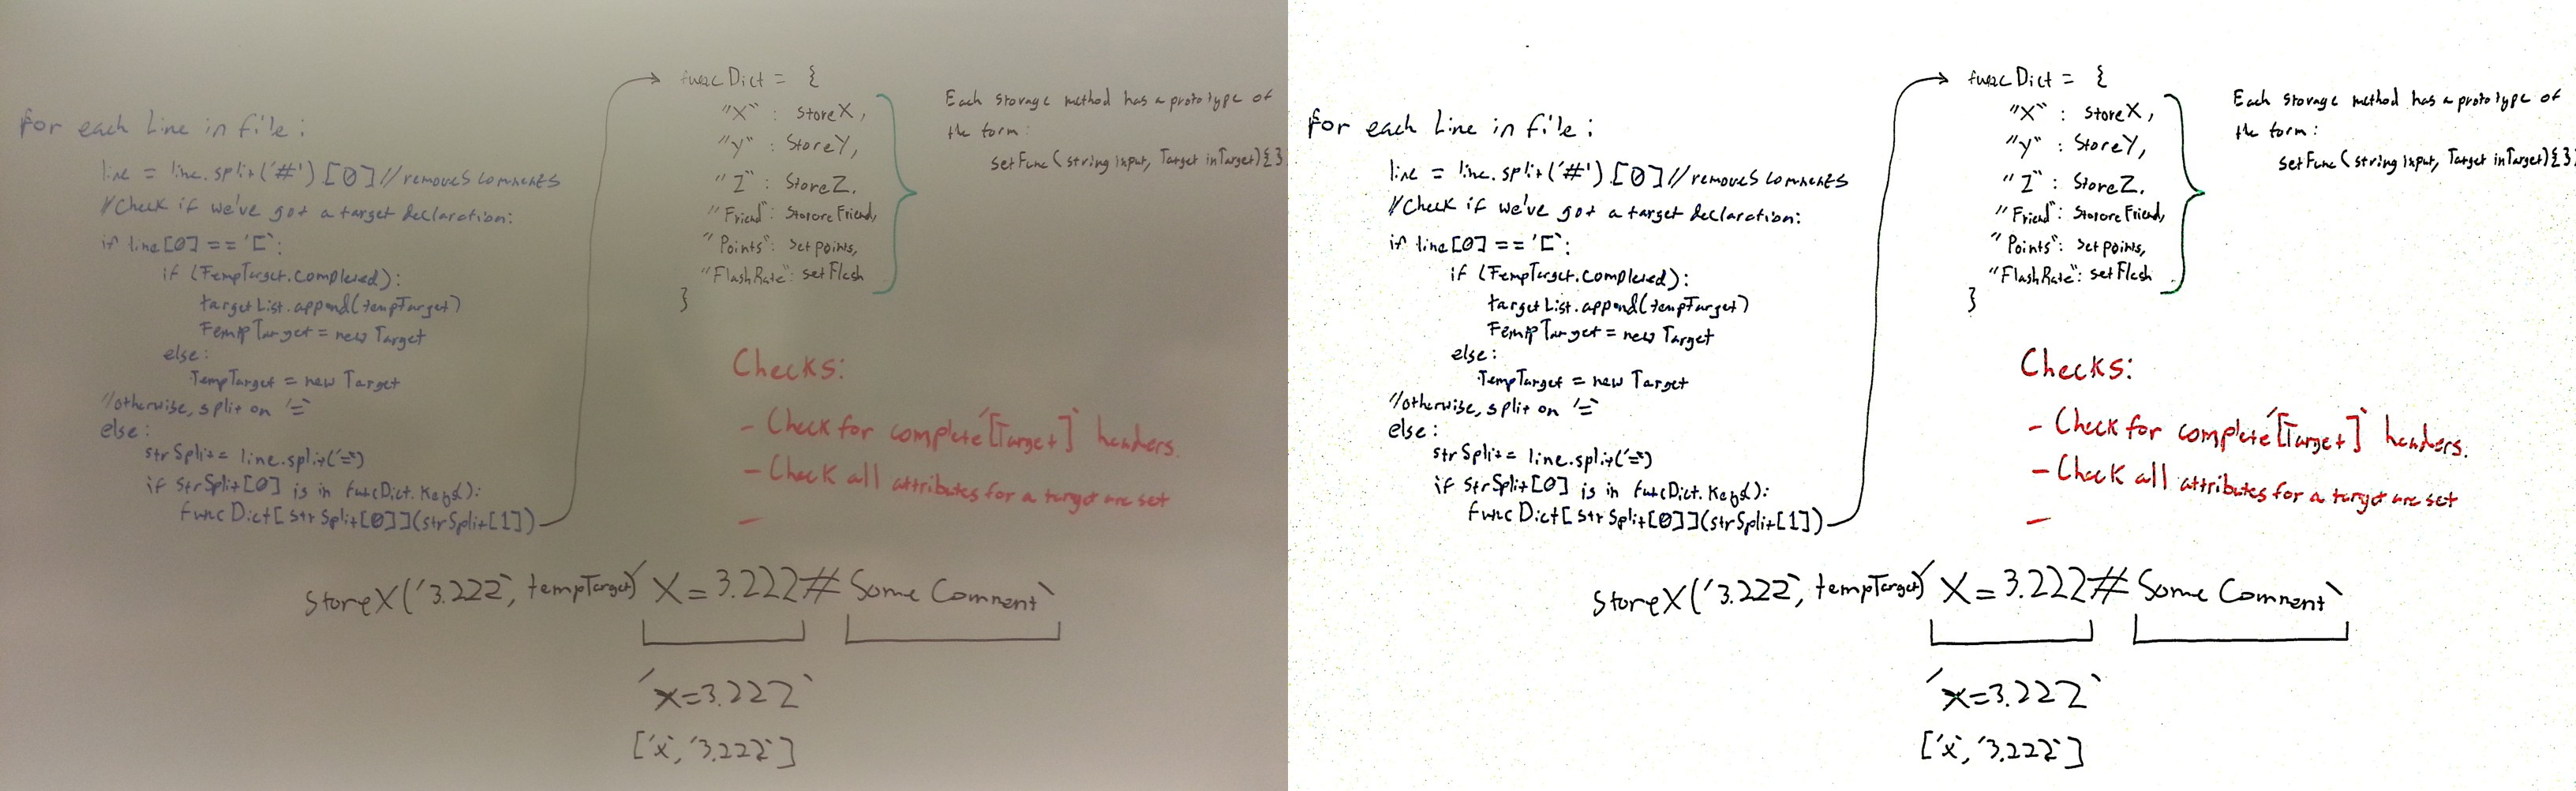 for each Line in file:
line = line.split('#').[0] //removes comments
//Check if we've got a target declaration:
if line[0] == '[':
if (TempTarget.completed):
targetList.append(tempTarget)
TempTarget = new Target
else:
TempTarget = new Target
//otherwise, split on '='
else:
strSplit = line.split('=')
if strSplit[0] is in funcDict.Keys():
funcDict[strSplit[0]](strSplit[1])
funcDict = {
"X" : storeX,
"Y" : StoreY,
"Z" : StoreZ.
"Friend": Stoore Friend,
"Points": Set points,
"FlashRate": setFlash
}
Each storage method has a prototype of
the form:
setFunc(string input, Target inTarget){}
Checks:
- Check for complete '[Target]' headers.
- Check all attributes for a target are set
-
storeX('3.222', tempTarget) 'X=3.222# Some Comment'
'x=3.222'
['x', '3.222']
for each Line in file:
line = line.split('#').[0] //removes comments
//Check if we've got a target declaration:
if line[0] == '[':
if (TempTarget.completed):
targetList.append(tempTarget)
TempTarget = new Target
else:
TempTarget = new Target
//otherwise, split on '='
else:
strSplit = line.split('=')
if strSplit[0] is in funcDict.Keys():
funcDict[strSplit[0]](strSplit[1])
funcDict = {
"X" : storeX,
"Y" : StoreY,
"Z" : StoreZ.
"Friend": Stoore Friend,
"Points": Set points,
"FlashRate": setFlash
}
Each storage method has a prototype of
the form:
setFunc(string input, Target inTarget){}
Checks:
- Check for complete '[Target]' headers.
- Check all attributes for a target are set
-
storeX('3.222', tempTarget) 'X=3.222# Some Comment'
'x=3.222'
['x', '3.222']